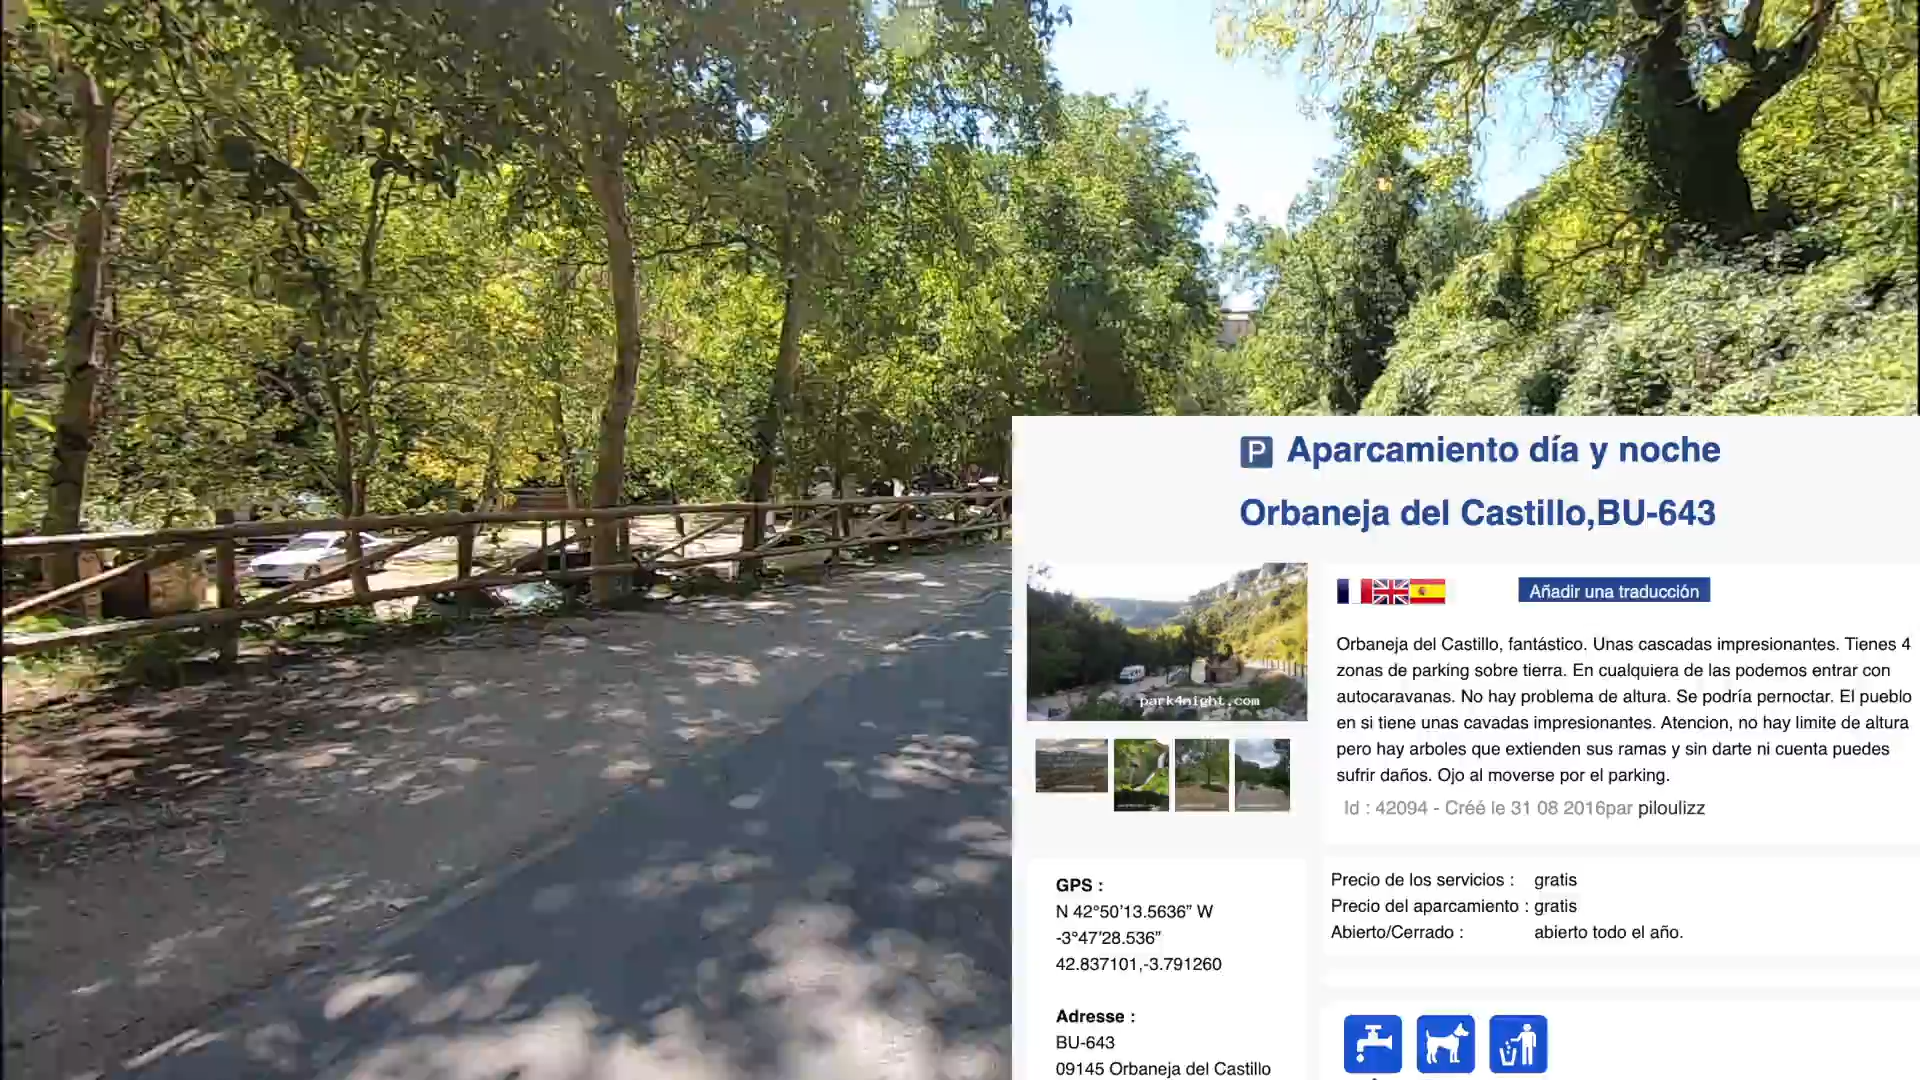 P Aparcamiento día y noche
Orbaneja del Castillo,BU-643
park4night.com
Añadir una traducción
Orbaneja del Castillo, fantástico. Unas cascadas impresionantes. Tienes 4
zonas de parking sobre tierra. En cualquiera de las podemos entrar con
autocaravanas. No hay problema de altura. Se podría pernoctar. El pueblo
en si tiene unas cavadas impresionantes. Atencion, no hay limite de altura
pero hay arboles que extienden sus ramas y sin darte ni cuenta puedes
sufrir daños. Ojo al moverse por el parking.
Id : 42094 - Créé le 31 08 2016par piloulizz
GPS :
N 42°50'13.5636” W
-3°47'28.536”
42.837101,-3.791260
Adresse :
BU-643
09145 Orbaneja del Castillo
Precio de los servicios : gratis
Precio del aparcamiento : gratis
Abierto/Cerrado : abierto todo el año.